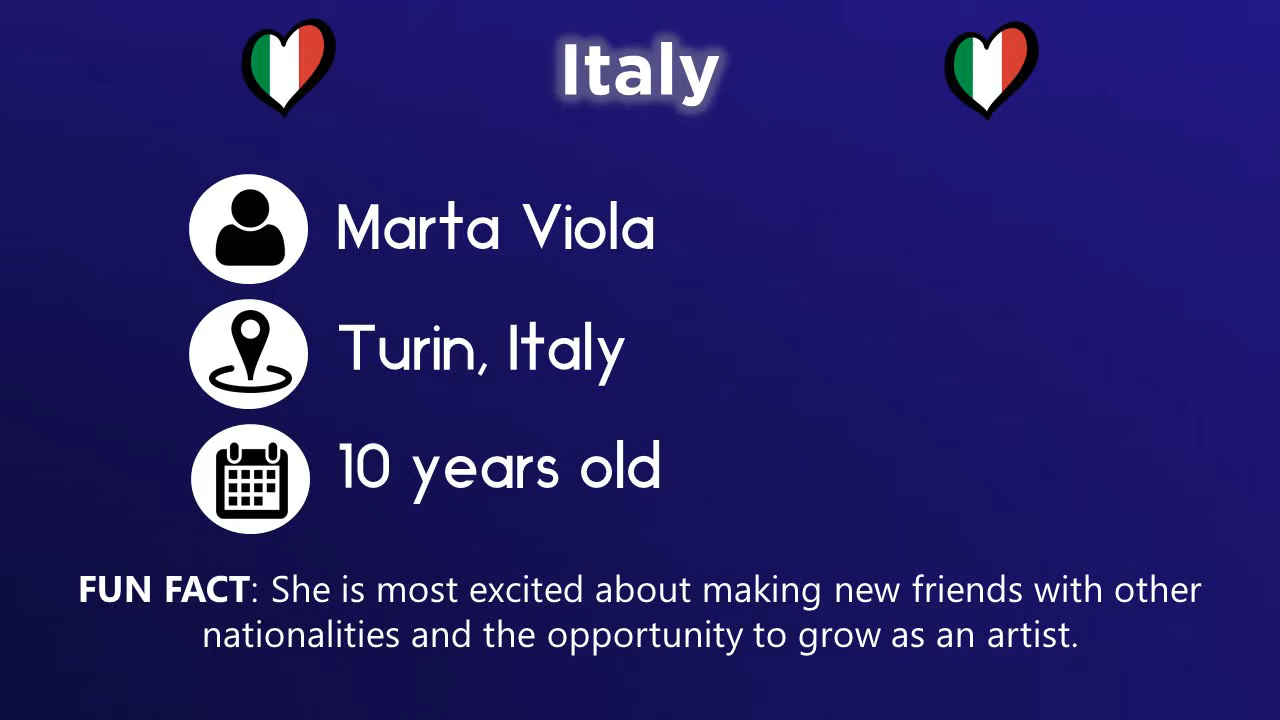 Italy
Marta Viola
Turin, Italy
10 years old
FUN FACT: She is most excited about making new friends with other
nationalities and the opportunity to grow as an artist.